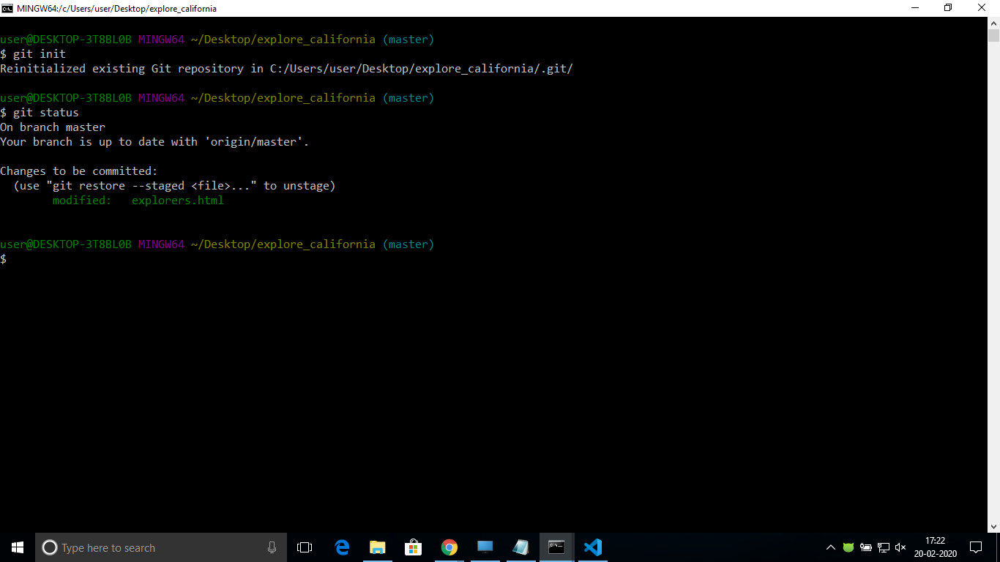 MINGW64:/c/Users/user/Desktop/explore_california
user@DESKTOP-3T8BL0B MINGW64 ~/Desktop/explore_california (master)
$ git init
Reinitialized existing Git repository in C:/Users/user/Desktop/explore_california/.git/
user@DESKTOP-3T8BL0B MINGW64 ~/Desktop/explore_california (master)
$ git status
On branch master
Your branch is up to date with 'origin/master'.
Changes to be committed:
(use "git restore --staged <file>..." to unstage)
modified:   explorers.html
user@DESKTOP-3T8BL0B MINGW64 ~/Desktop/explore_california (master)
$
Type here to search
17:22
20-02-2020